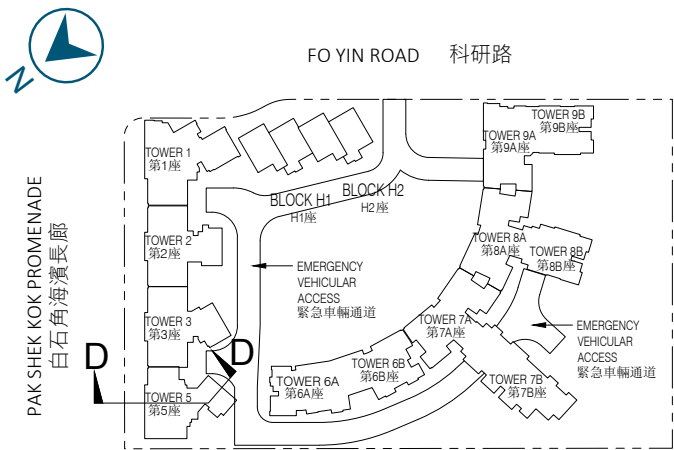 N
FO YIN ROAD 科研路
PAK SHEK KOK PROMENADE
白石角海濱長廊
TOWER 1
第1座
TOWER 2
第2座
TOWER 3
第3座
TOWER 5
第5座
D
D
BLOCK H1
H1座
BLOCK H2
H2座
EMERGENCY
VEHICULAR
ACCESS
緊急車輛通道
TOWER 9B
第9B座
TOWER 9A
第9A座
TOWER 8A
第8A座
TOWER 8B
第8B座
TOWER 7A
第7A座
TOWER 6B
第6B座
TOWER 6A
第6A座
TOWER 7B
第7B座
EMERGENCY
VEHICULAR
ACCESS
緊急車輛通道